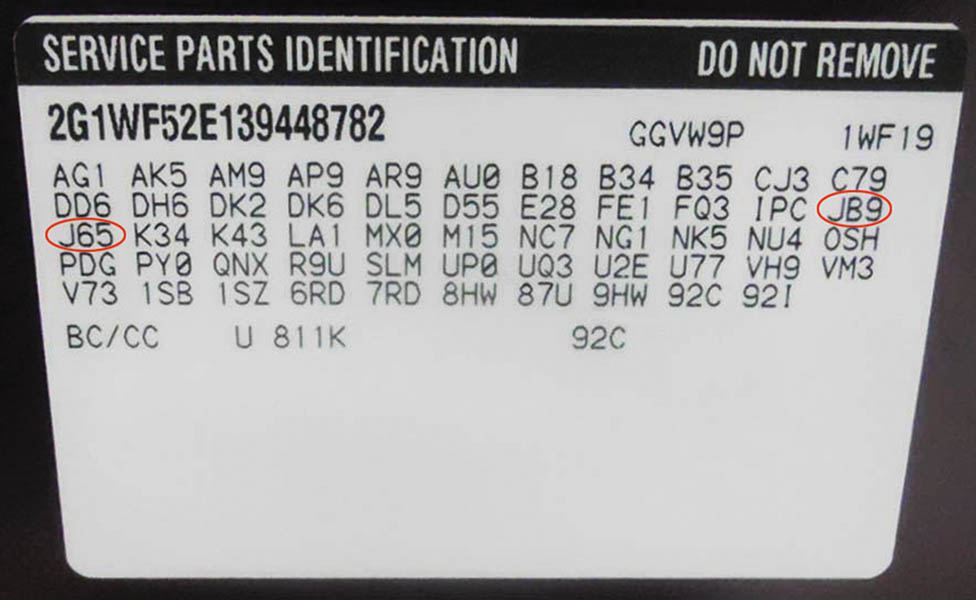 SERVICE PARTS IDENTIFICATION DO NOT REMOVE
2G1WF52E139448782 GGVW9P 1WF19
AG1 AK5 AM9 AP9 AR9 AU0 B18 B34 B35 CJ3 C79
DD6 DH6 DK2 DK6 DL5 D55 E28 FE1 FQ3 IPC JB9
J65 K34 K43 LA1 MX0 M15 NC7 NG1 NK5 NU4 OSH
PDG PY0 QNX R9U SLM UP0 UQ3 U2E U77 VH9 VM3
V73 1SB 1SZ 6RD 7RD 8HW 87U 9HW 92C 92I
BC/CC U 811K 92C